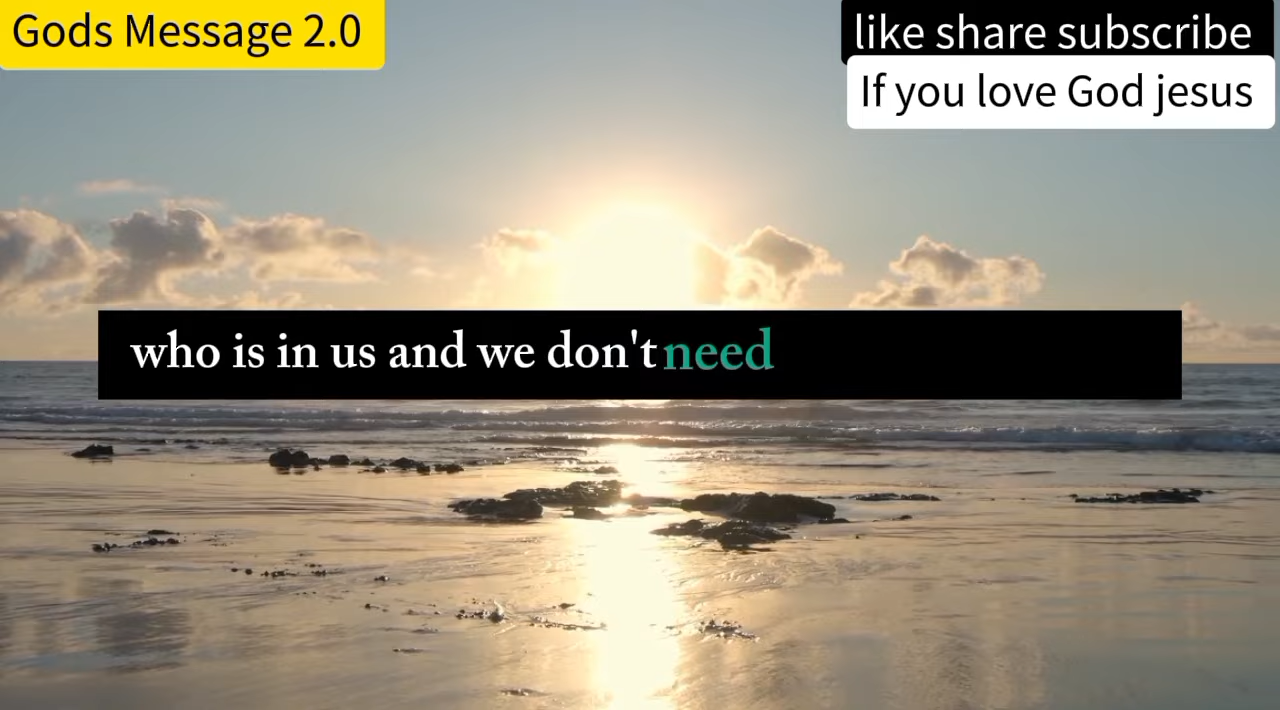 Gods Message 2.0
like share subscribe
If you love God jesus
who is in us and we don't need